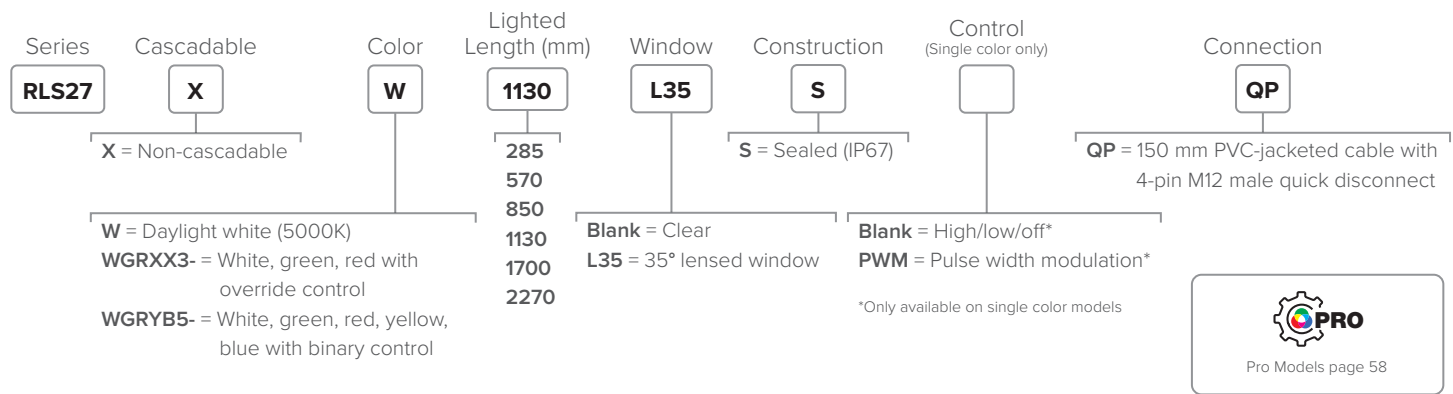 Series
Cascadable
Color
Lighted
Length (mm)
Window
Construction
Control
(Single color only)
Connection
RLS27
X
W
1130
L35
S
QP
X = Non-cascadable
285
570
850
1130
1700
2270
S = Sealed (IP67)
QP = 150 mm PVC-jacketed cable with
4-pin M12 male quick disconnect
W = Daylight white (5000K)
WGRXX3- = White, green, red with
override control
WGRYB5- = White, green, red, yellow,
blue with binary control
Blank = Clear
L35 = 35° lensed window
Blank = High/low/off*
PWM = Pulse width modulation*
*Only available on single color models
PRO
Pro Models page 58